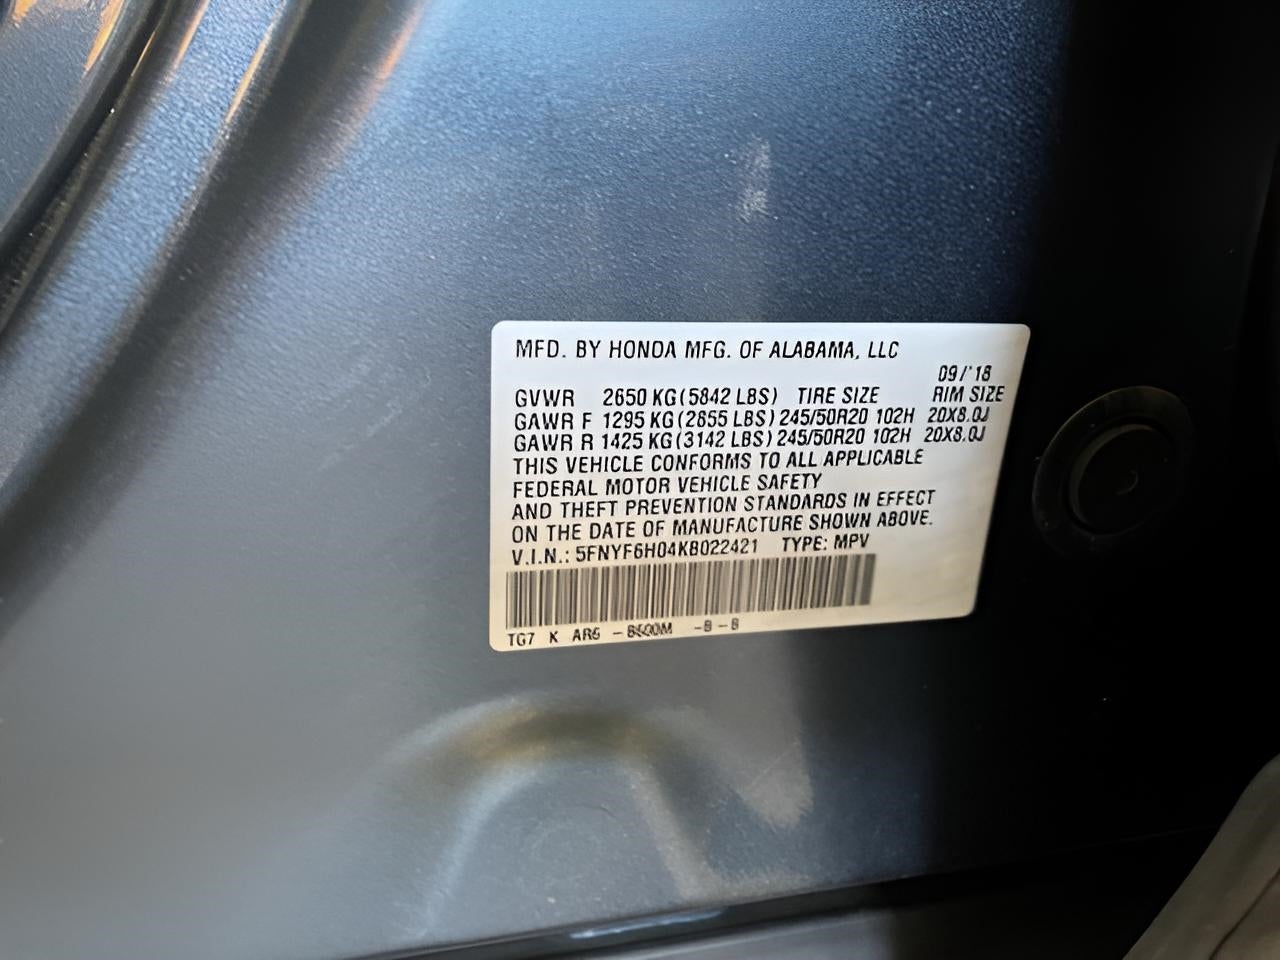 MFD. BY HONDA MFG. OF ALABAMA, LLC
09/'18
GVWR 2650 KG (5842 LBS) TIRE SIZE RIM SIZE
GAWR F 1295 KG (2855 LBS) 245/50R20 102H 20X8.0J
GAWR R 1425 KG (3142 LBS) 245/50R20 102H 20X8.0J
THIS VEHICLE CONFORMS TO ALL APPLICABLE
FEDERAL MOTOR VEHICLE SAFETY
AND THEFT PREVENTION STANDARDS IN EFFECT
ON THE DATE OF MANUFACTURE SHOWN ABOVE.
V.I.N.: 5FNYF6H04KB022421 TYPE: MPV
TG7 K